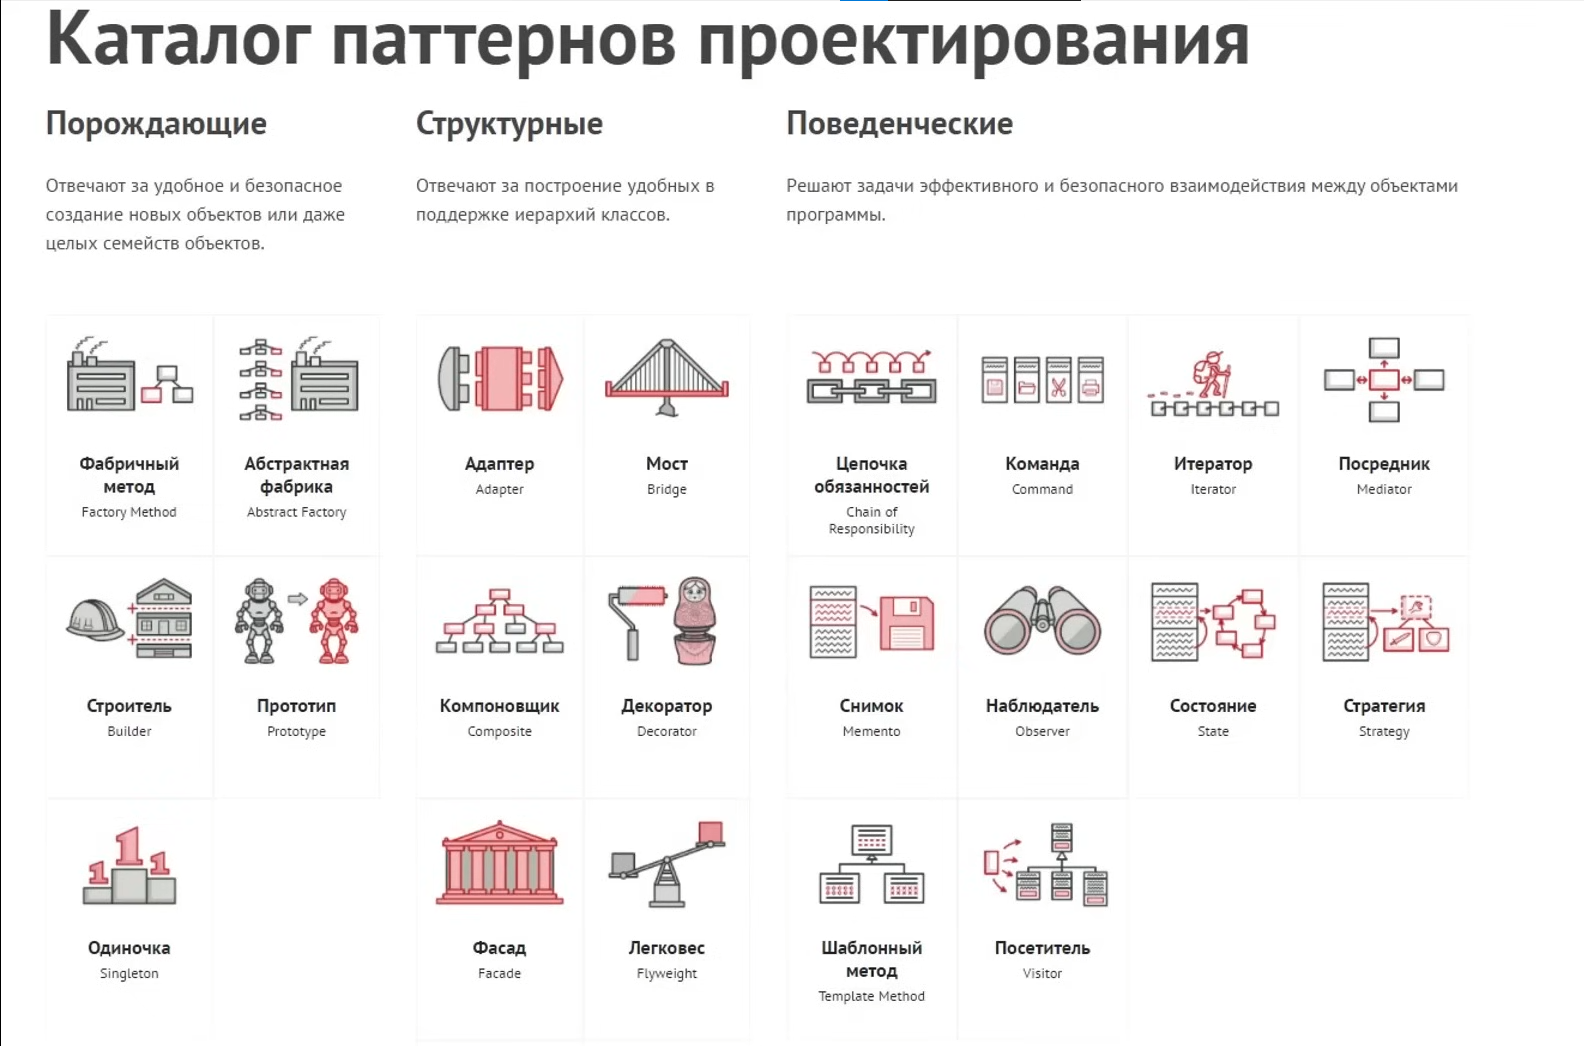 Каталог паттернов проектирования
Порождающие
Отвечают за удобное и безопасное
создание новых объектов или даже
целых семейств объектов.
Структурные
Отвечают за построение удобных в
поддержке иерархий классов.
Поведенческие
Решают задачи эффективного и безопасного взаимодействия между объектами
программы.
Фабричный
метод
Factory Method
Абстрактная
фабрика
Abstract Factory
Адаптер
Adapter
Мост
Bridge
Цепочка
обязанностей
Chain of
Responsibility
Команда
Command
Итератор
Iterator
Посредник
Mediator
Строитель
Builder
Прототип
Prototype
Компоновщик
Composite
Декоратор
Decorator
Снимок
Memento
Наблюдатель
Observer
Состояние
State
Стратегия
Strategy
1
1
1
Одиночка
Singleton
Фасад
Facade
Легковес
Flyweight
Шаблонный
метод
Template Method
Посетитель
Visitor